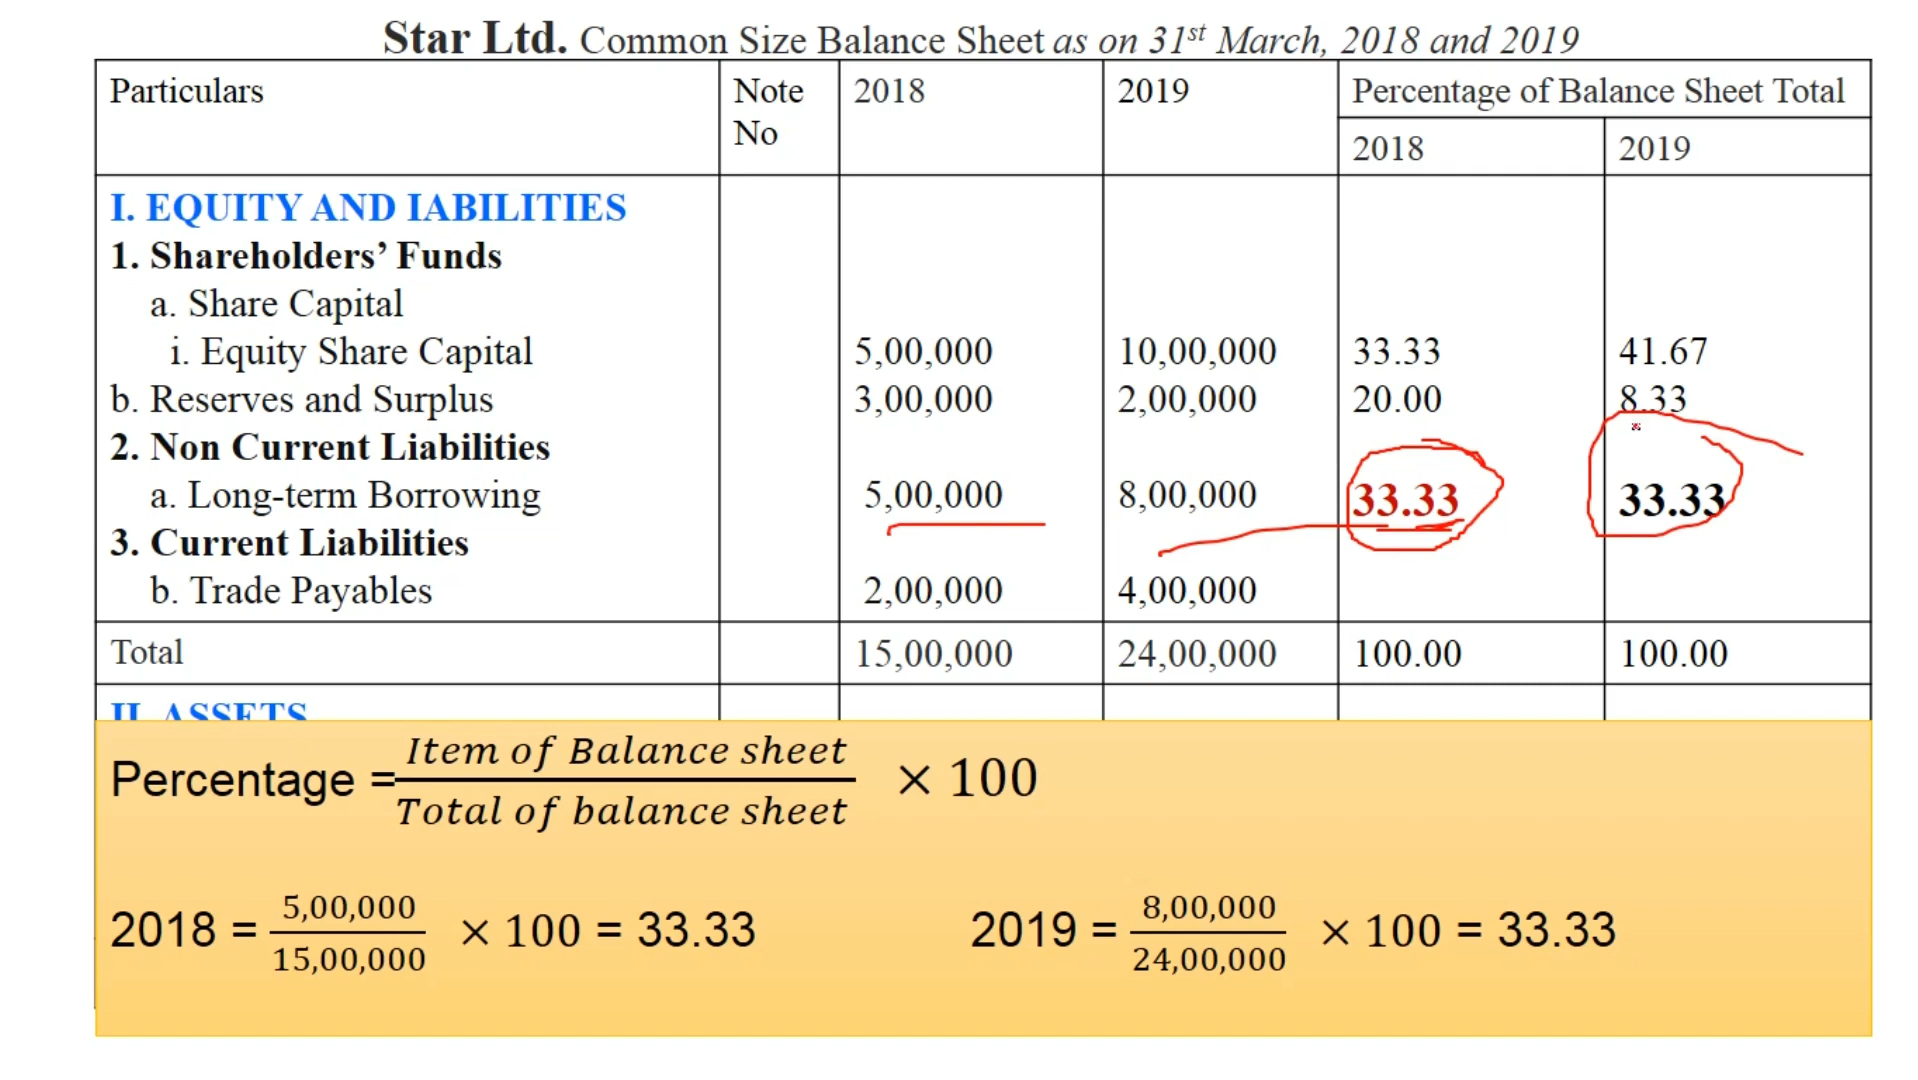 Star Ltd. Common Size Balance Sheet as on 31st March, 2018 and 2019
Particulars Note No 2018 2019 Percentage of Balance Sheet Total
2018 2019
I. EQUITY AND IABILITIES
1. Shareholders’ Funds
a. Share Capital
i. Equity Share Capital 5,00,000 10,00,000 33.33 41.67
b. Reserves and Surplus 3,00,000 2,00,000 20.00 8.33
2. Non Current Liabilities
a. Long-term Borrowing 5,00,000 8,00,000 33.33 33.33
3. Current Liabilities
b. Trade Payables 2,00,000 4,00,000
Total 15,00,000 24,00,000 100.00 100.00
II. ASSETS
Percentage = Item of Balance sheet / Total of balance sheet × 100
2018 = 5,00,000 / 15,00,000 × 100 = 33.33 2019 = 8,00,000 / 24,00,000 × 100 = 33.33